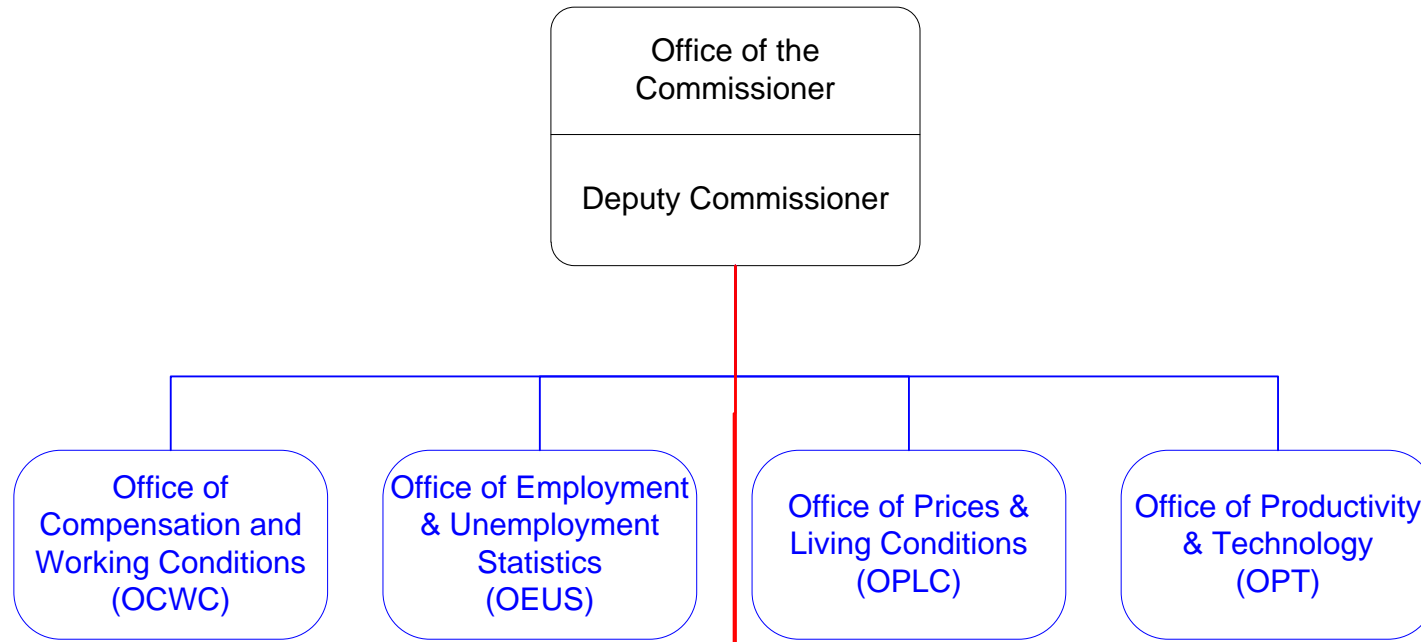 Office of the
Commissioner
Deputy Commissioner
Office of
Compensation and
Working Conditions
(OCWC)
Office of Employment
& Unemployment
Statistics
(OEUS)
Office of Prices &
Living Conditions
(OPLC)
Office of Productivity
& Technology
(OPT)